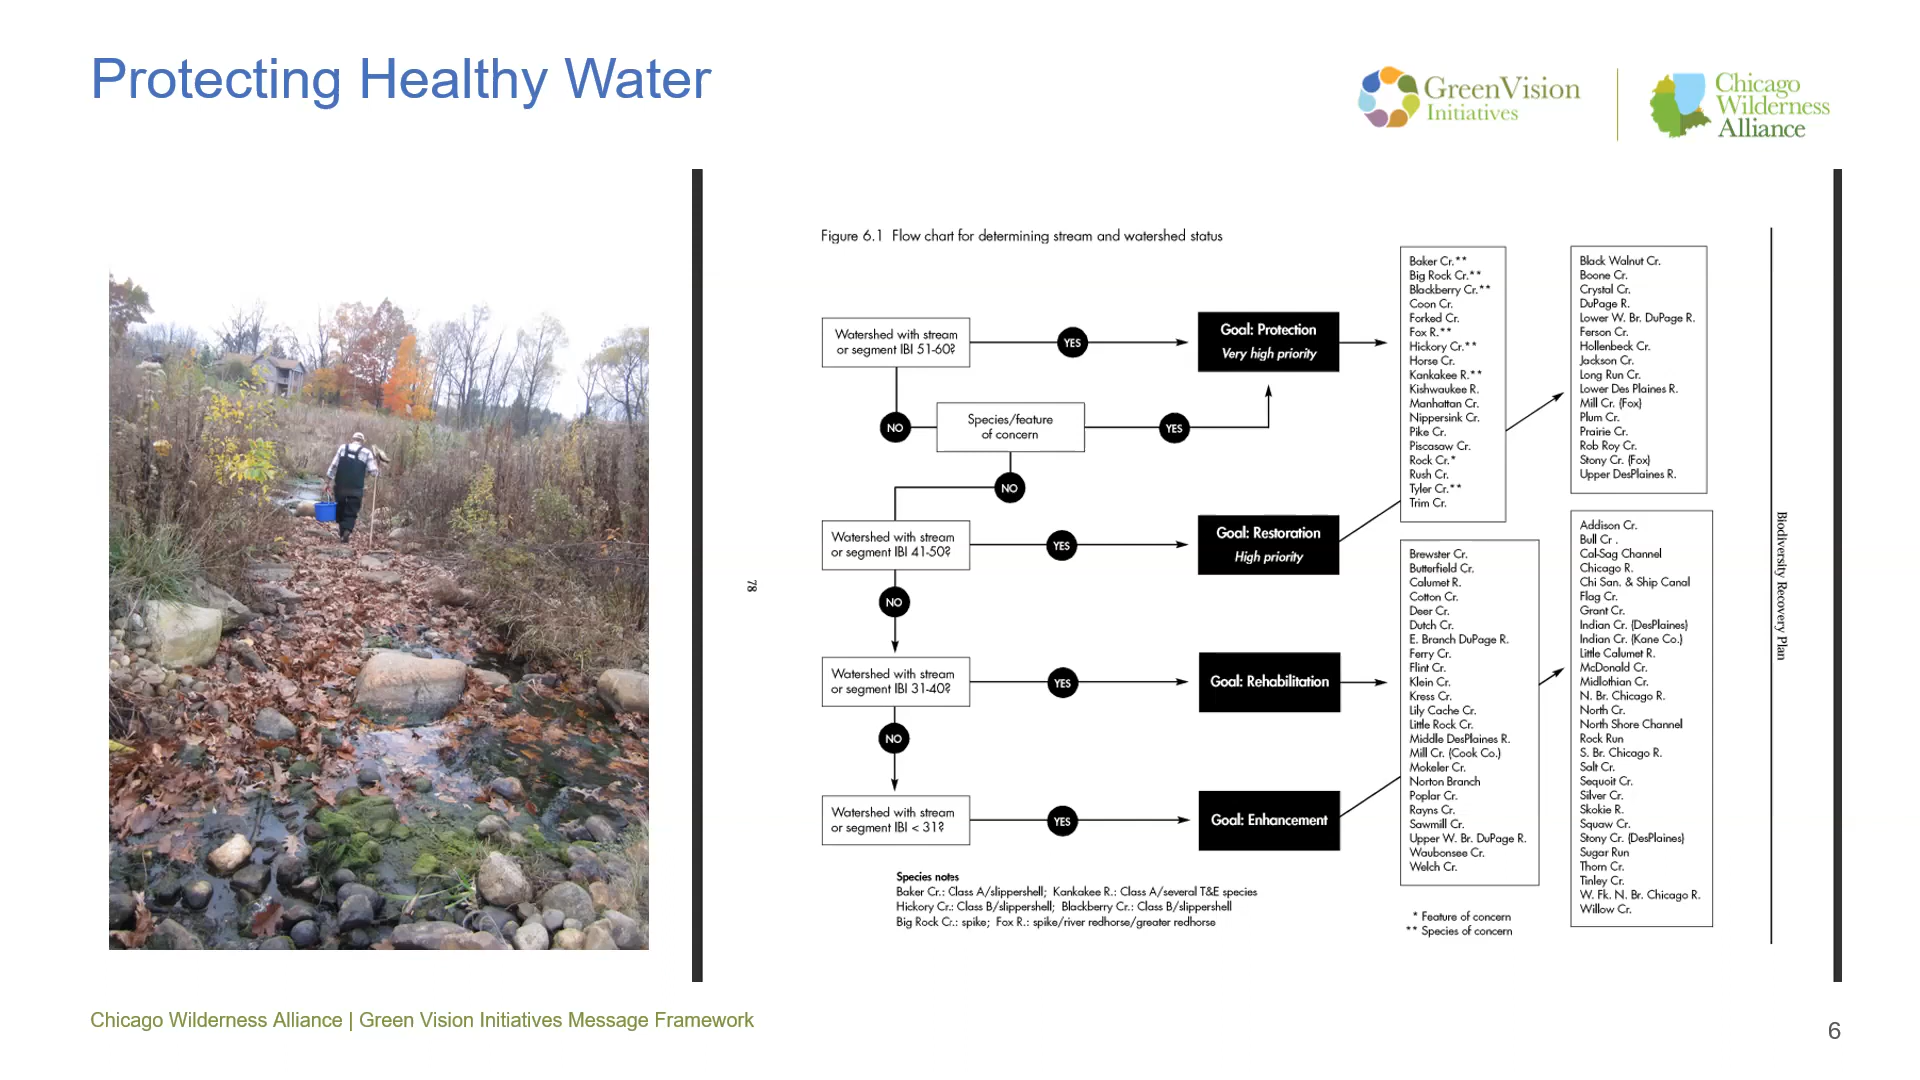 Protecting Healthy Water
GreenVision
Initiatives
Chicago
Wilderness
Alliance
Figure 6.1 Flow chart for determining stream and watershed status
Watershed with stream
or segment IBI 51-60?
YES
Goal: Protection
Very high priority
NO
Species/feature
of concern
YES
NO
Watershed with stream
or segment IBI 41-50?
YES
Goal: Restoration
High priority
NO
Watershed with stream
or segment IBI 31-40?
YES
Goal: Rehabilitation
NO
Watershed with stream
or segment IBI < 31?
YES
Goal: Enhancement
Baker Cr.**
Big Rock Cr.**
Blackberry Cr.**
Coon Cr.
Forked Cr.
Fox R.**
Hickory Cr.**
Horse Cr.
Kankakee R.**
Kishwaukee R.
Manhattan Cr.
Nippersink Cr.
Pike Cr.
Piscasaw Cr.
Rock Cr.*
Rush Cr.
Tyler Cr.**
Trim Cr.
Black Walnut Cr.
Boone Cr.
Crystal Cr.
DuPage R.
Lower W. Br. DuPage R.
Ferson Cr.
Hollenbeck Cr.
Jackson Cr.
Long Run Cr.
Lower Des Plaines R.
Mill Cr. (Fox)
Plum Cr.
Prairie Cr.
Rob Roy Cr.
Stony Cr. (Fox)
Upper DesPlaines R.
Brewster Cr.
Butterfield Cr.
Calumet R.
Cotton Cr.
Deer Cr.
Dutch Cr.
E. Branch DuPage R.
Ferry Cr.
Flint Cr.
Klein Cr.
Kress Cr.
Lily Cache Cr.
Little Rock Cr.
Middle DesPlaines R.
Mill Cr. (Cook Co.)
Mokeler Cr.
Norton Branch
Poplar Cr.
Rayns Cr.
Sawmill Cr.
Upper W. Br. DuPage R.
Waubonsee Cr.
Welch Cr.
Addison Cr.
Bull Cr .
Cal-Sag Channel
Chicago R.
Chi San. & Ship Canal
Flag Cr.
Grant Cr.
Indian Cr. (DesPlaines)
Indian Cr. (Kane Co.)
Little Calumet R.
McDonald Cr.
Midlothian Cr.
N. Br. Chicago R.
North Cr.
North Shore Channel
Rock Run
S. Br. Chicago R.
Salt Cr.
Sequoit Cr.
Silver Cr.
Skokie R.
Squaw Cr.
Stony Cr. (DesPlaines)
Sugar Run
Thorn Cr.
Tinley Cr.
W. Fk. N. Br. Chicago R.
Willow Cr.
* Feature of concern
** Species of concern
Species notes
Baker Cr.: Class A/slippershell; Kankakee R.: Class A/several T&E species
Hickory Cr.: Class B/slippershell; Blackberry Cr.: Class B/slippershell
Big Rock Cr.: spike; Fox R.: spike/river redhorse/greater redhorse
78
Biodiversity Recovery Plan
Chicago Wilderness Alliance | Green Vision Initiatives Message Framework
6